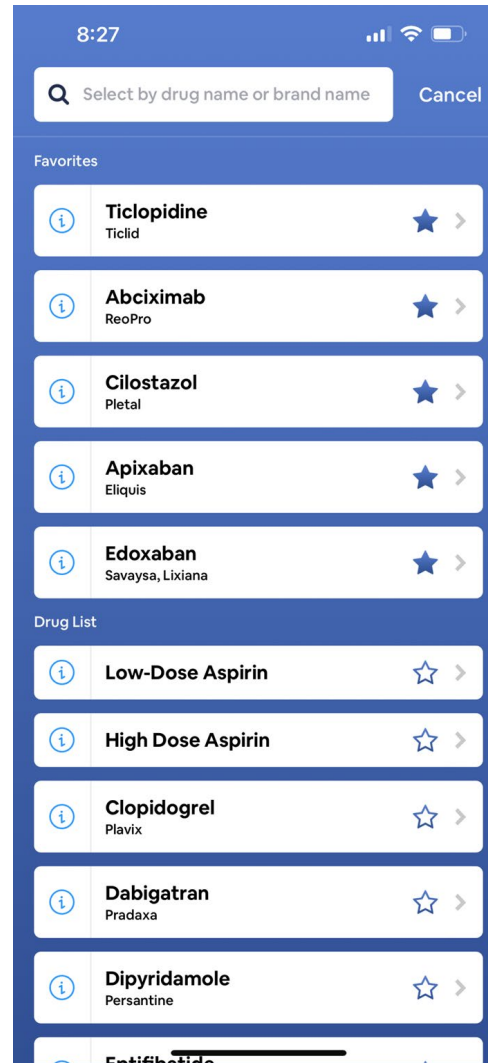 8:27
Select by drug name or brand name
Cancel
Favorites
Ticlopidine
Ticlid
Abciximab
ReoPro
Cilostazol
Pletal
Apixaban
Eliquis
Edoxaban
Savaysa, Lixiana
Drug List
Low-Dose Aspirin
High Dose Aspirin
Clopidogrel
Plavix
Dabigatran
Pradaxa
Dipyridamole
Persantine